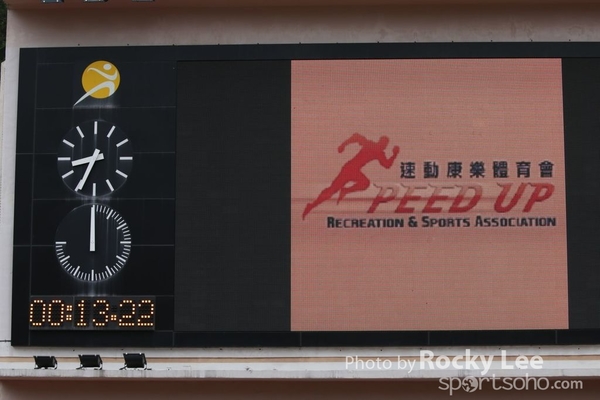 速動康樂體育會
SPEED UP
RECREATION & SPORTS ASSOCIATION
00:13.22
Photo by Rocky Lee
sportsoho.com